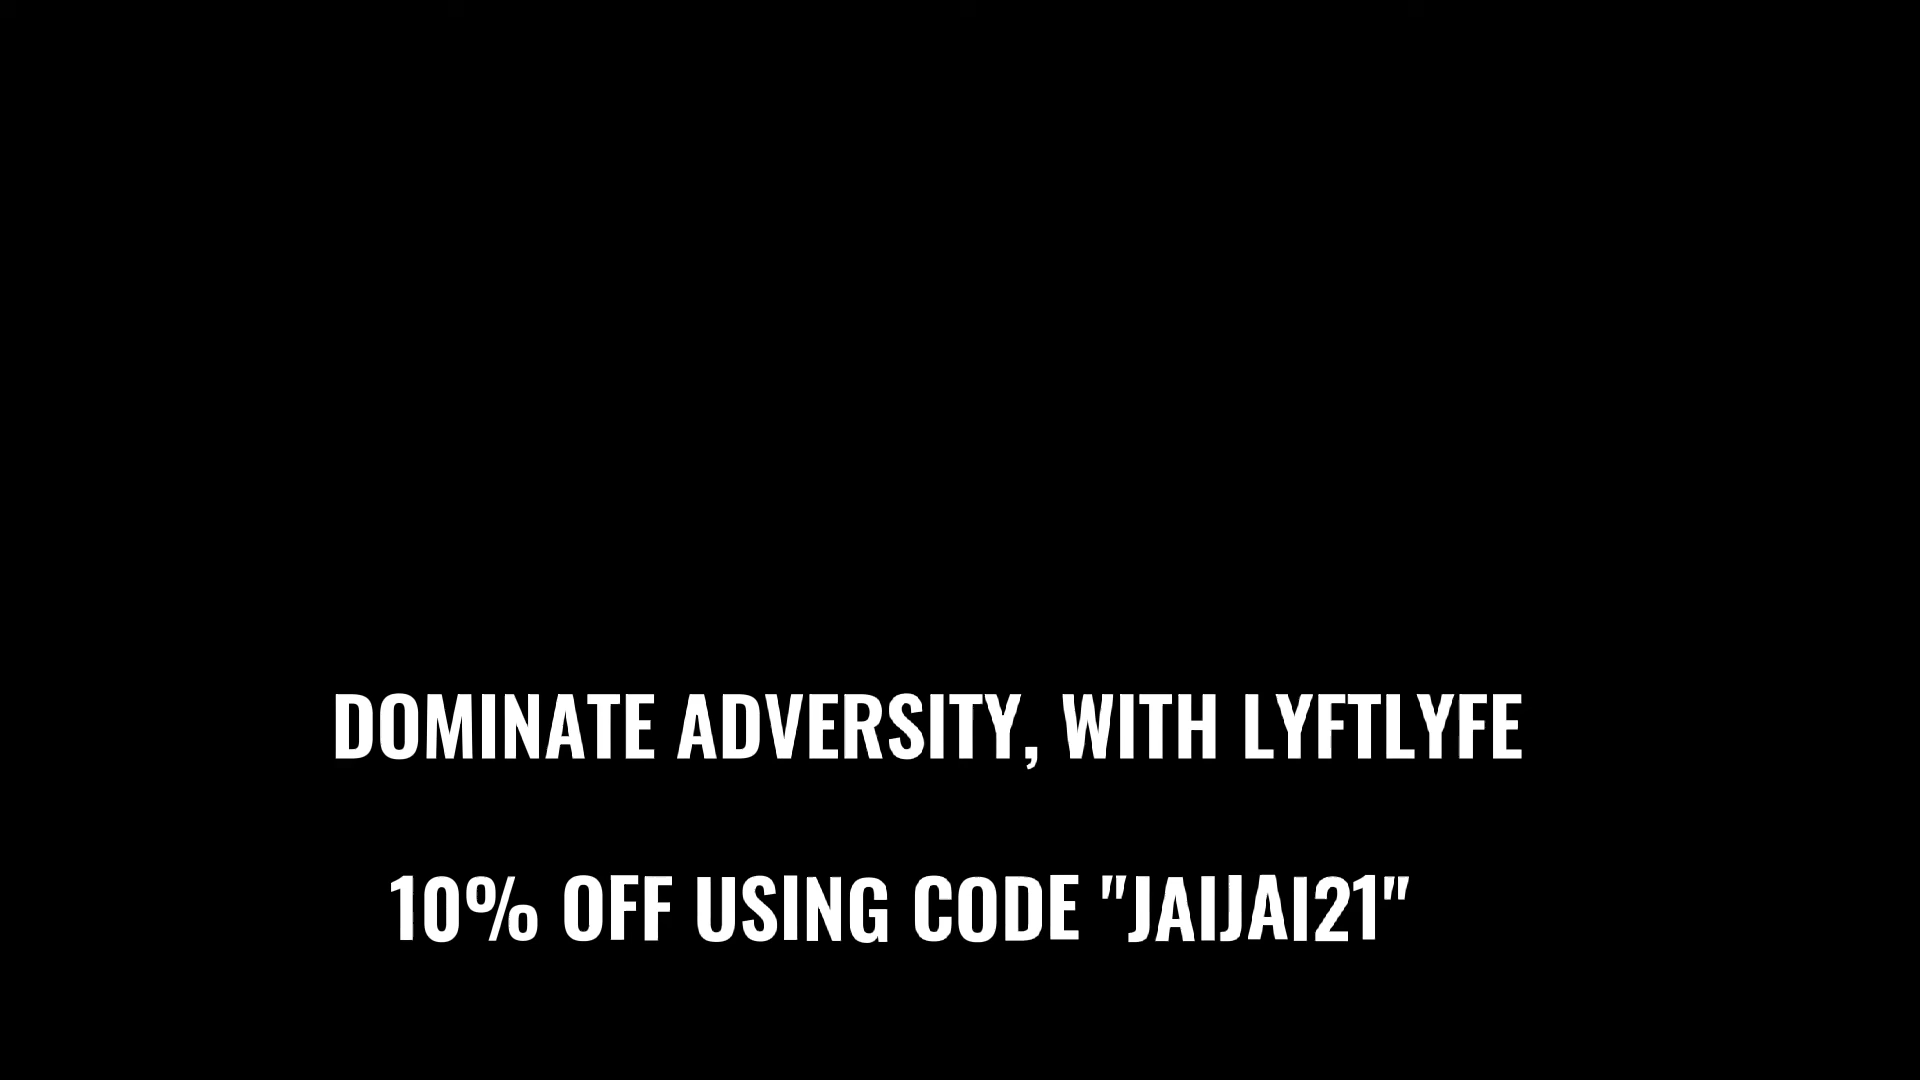 DOMINATE ADVERSITY, WITH LYFTLYFE
10% OFF USING CODE "JAIJAI21"